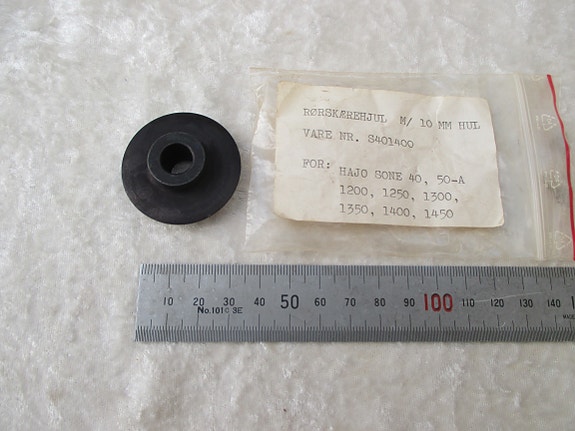 RØRSKÆREHJUL M/ 10 MM HUL
VARE NR. S401400
FOR: HAJO SONE 40, 50-A
1200, 1250, 1300,
1350, 1400, 1450
10 20 30 40 50 60 70 80 90 100 110 120 130 140
No.1010 3E